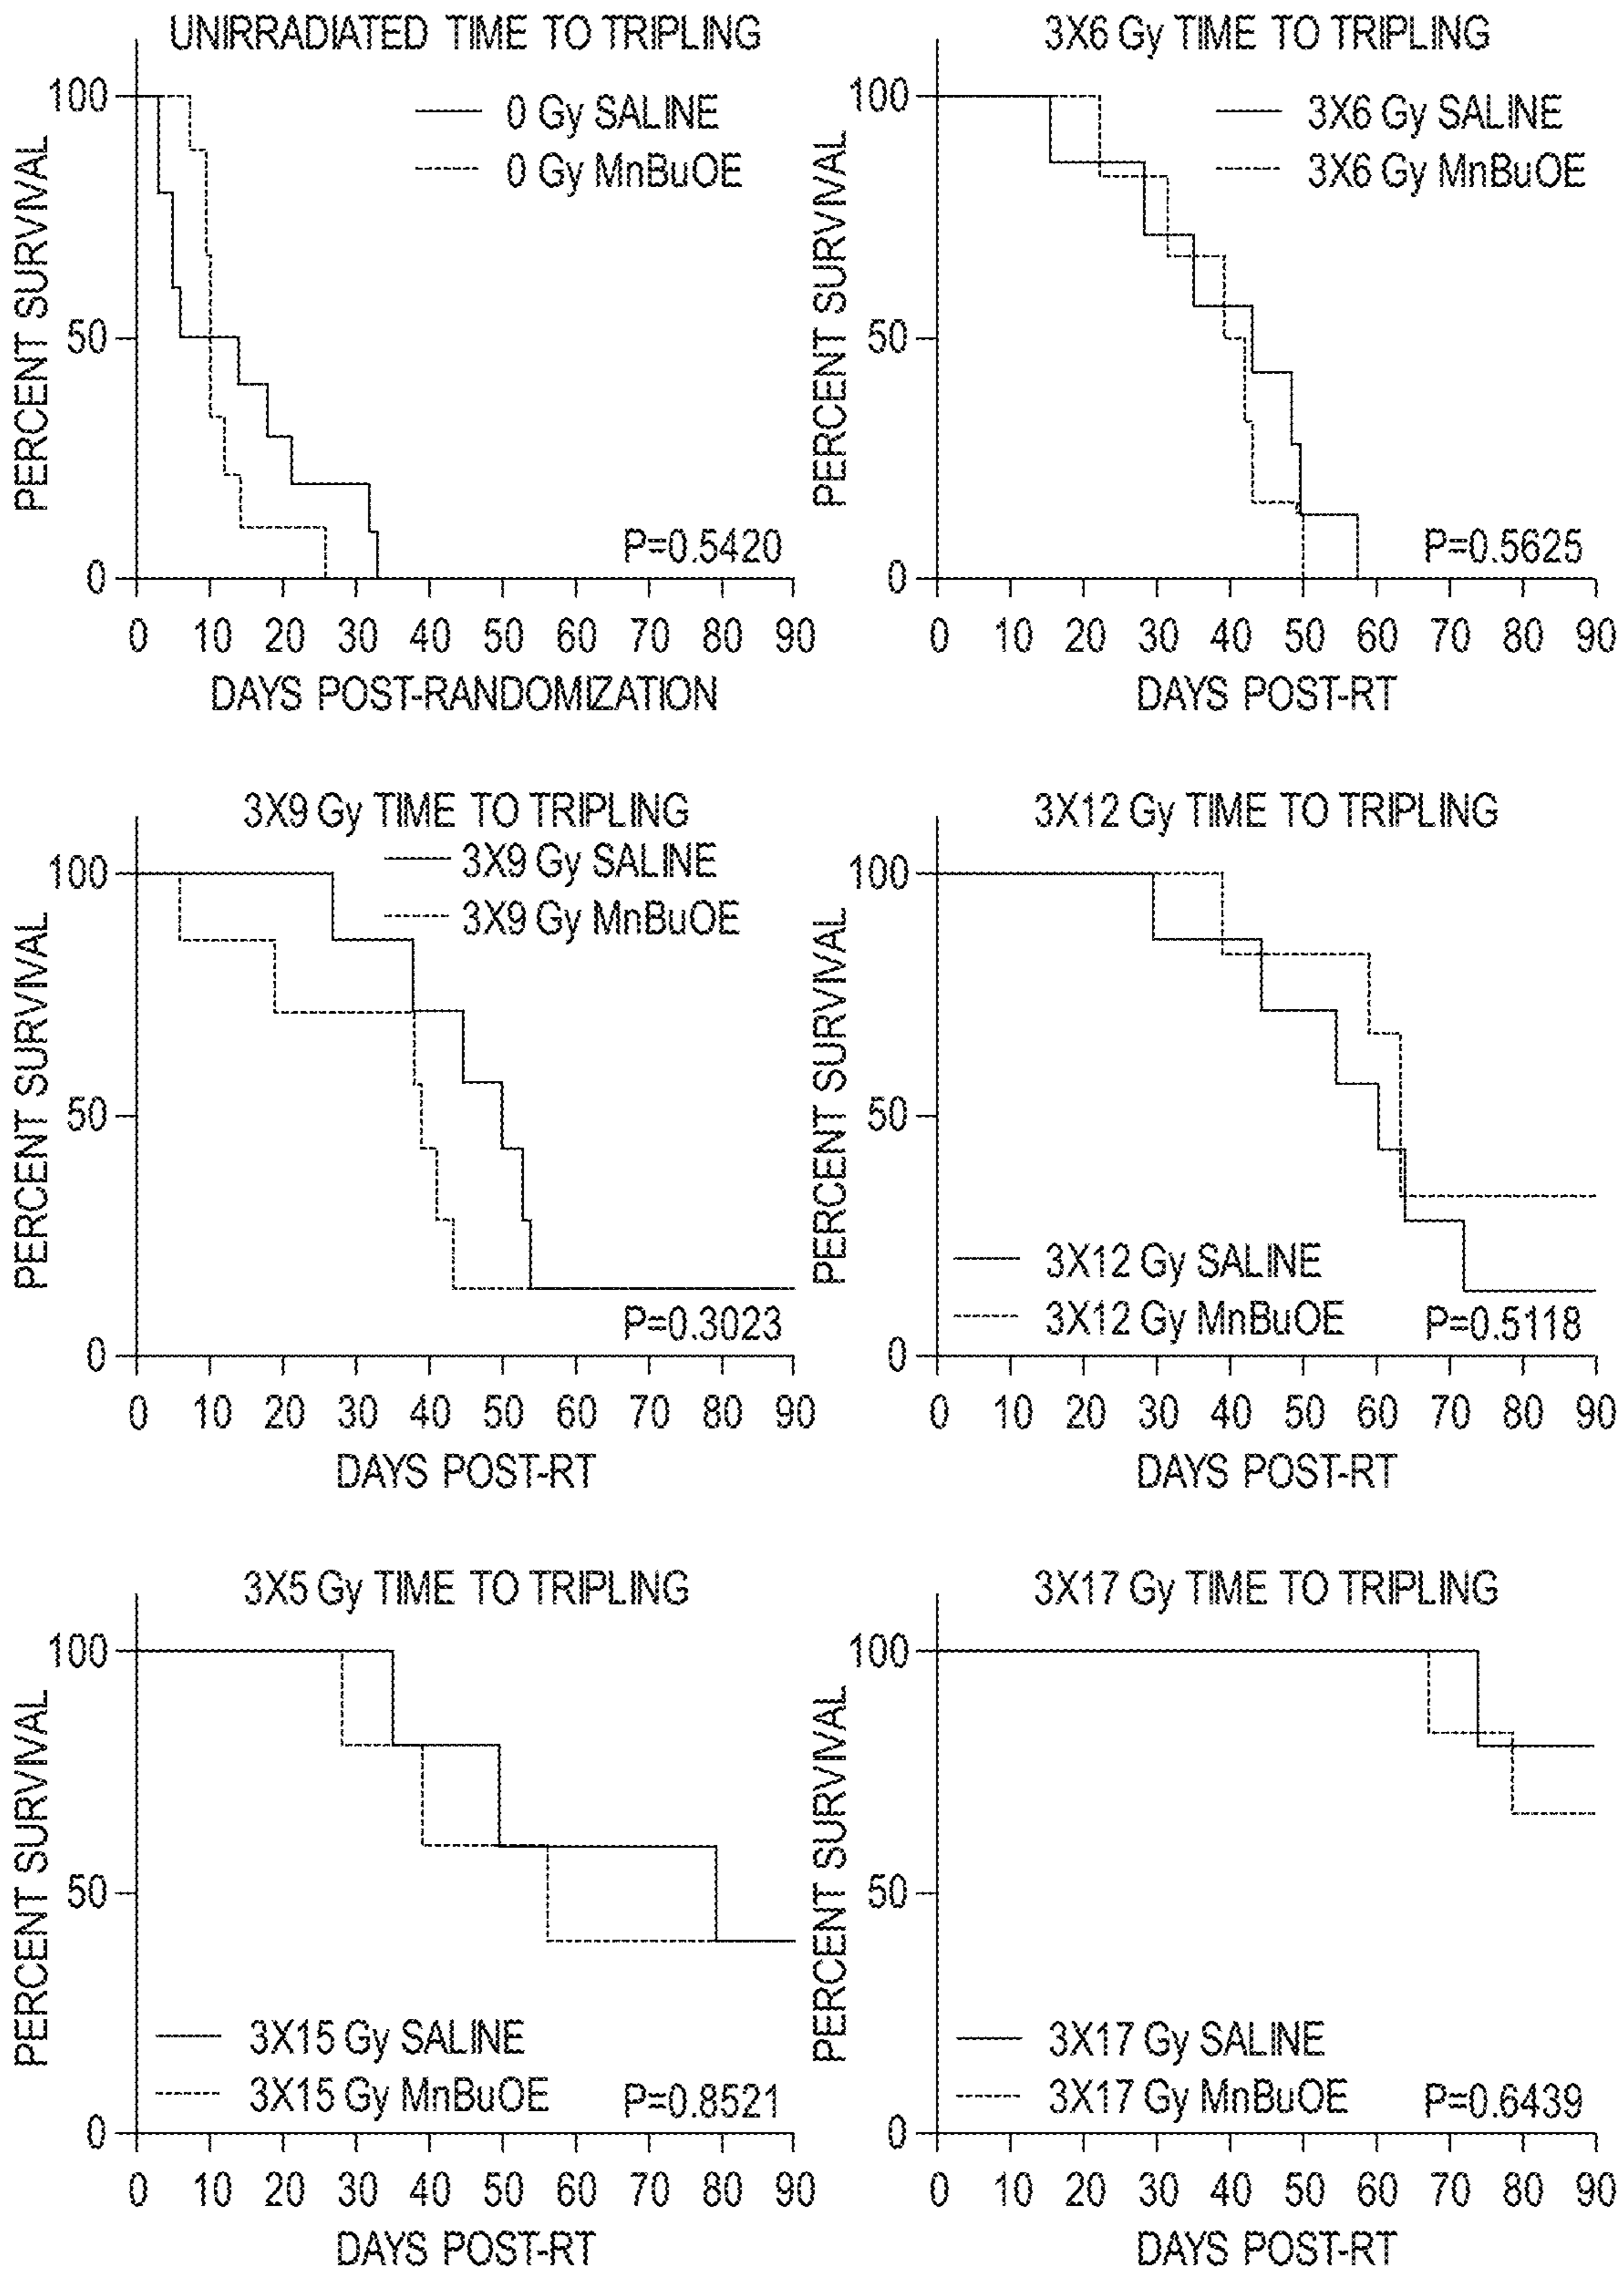 UNIRRADIATED TIME TO TRIPLING
PERCENT SURVIVAL
100
50
0
0 Gy SALINE
0 Gy MnBuOE
P=0.5420
0 10 20 30 40 50 60 70 80 90
DAYS POST-RANDOMIZATION
3X6 Gy TIME TO TRIPLING
PERCENT SURVIVAL
100
50
0
3X6 Gy SALINE
3X6 Gy MnBuOE
P=0.5625
0 10 20 30 40 50 60 70 80 90
DAYS POST-RT
3X9 Gy TIME TO TRIPLING
PERCENT SURVIVAL
100
50
0
3X9 Gy SALINE
3X9 Gy MnBuOE
P=0.3023
0 10 20 30 40 50 60 70 80 90
DAYS POST-RT
3X12 Gy TIME TO TRIPLING
PERCENT SURVIVAL
100
50
0
3X12 Gy SALINE
3X12 Gy MnBuOE
P=0.5118
0 10 20 30 40 50 60 70 80 90
DAYS POST-RT
3X5 Gy TIME TO TRIPLING
PERCENT SURVIVAL
100
50
0
3X15 Gy SALINE
3X15 Gy MnBuOE
P=0.8521
0 10 20 30 40 50 60 70 80 90
DAYS POST-RT
3X17 Gy TIME TO TRIPLING
PERCENT SURVIVAL
100
50
0
3X17 Gy SALINE
3X17 Gy MnBuOE
P=0.6439
0 10 20 30 40 50 60 70 80 90
DAYS POST-RT